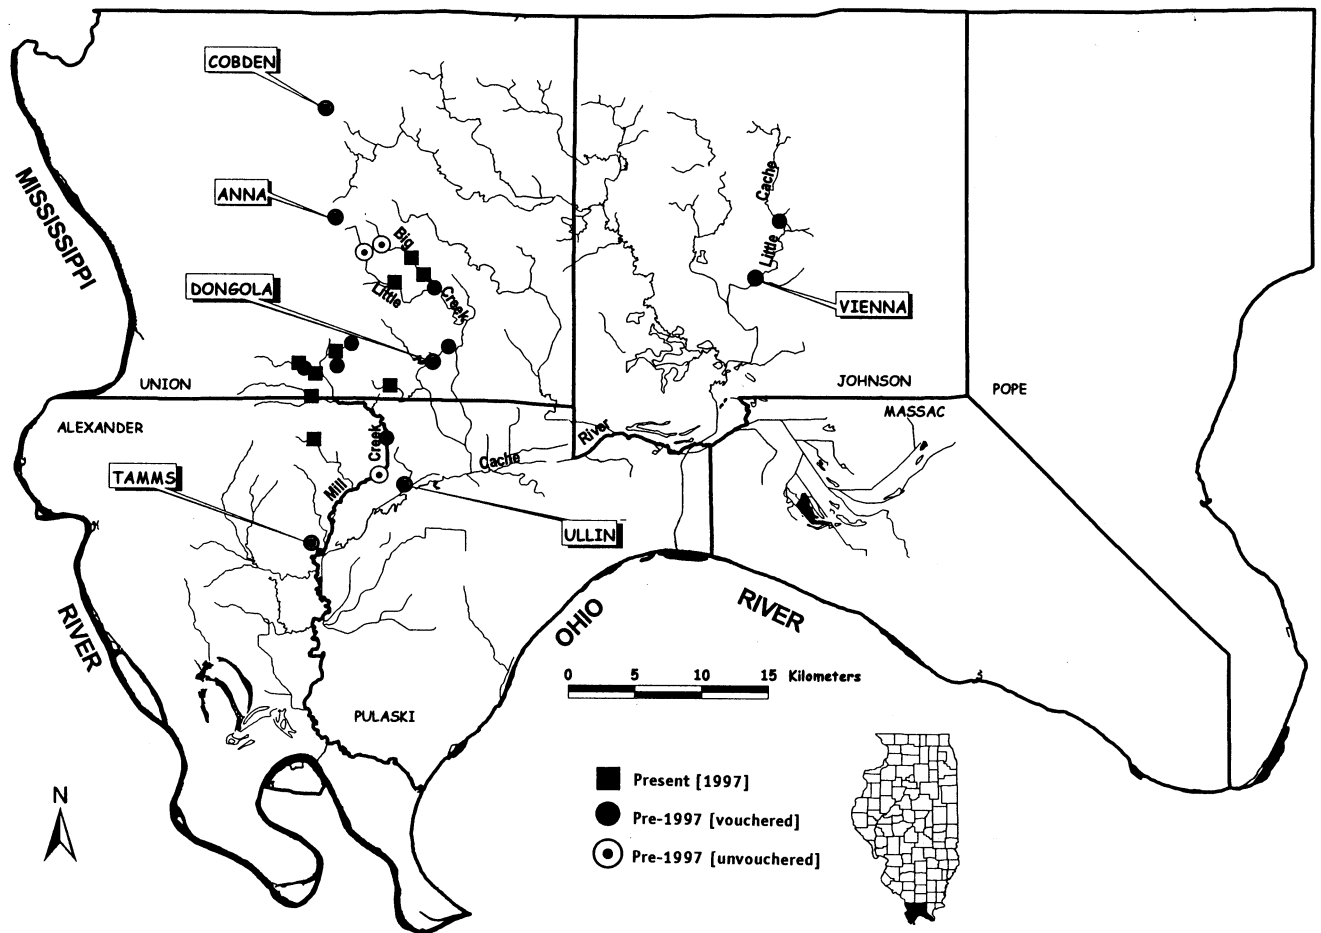 COBDEN
MISSISSIPPI
ANNA
Big
Little
Creek
DONGOLA
Cache
Little
VIENNA
UNION
JOHNSON
POPE
ALEXANDER
MASSAC
River
Cache
Creek
Mill
TAMMS
ULLIN
RIVER
OHIO
RIVER
0 5 10 15 Kilometers
PULASKI
N
Present [1997]
Pre-1997 [vouchered]
Pre-1997 [unvouchered]